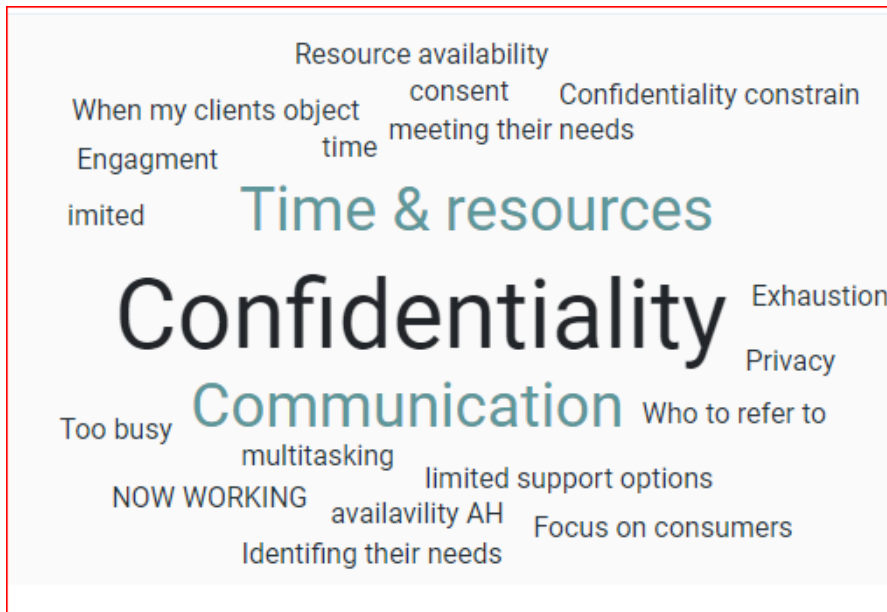 Resource availability
consent
Confidentiality constrain
When my clients object
meeting their needs
time
Engagment
imited
Time & resources
Confidentiality
Exhaustion
Privacy
Communication
Who to refer to
Too busy
multitasking
limited support options
NOW WORKING
availavility AH
Focus on consumers
Identifing their needs